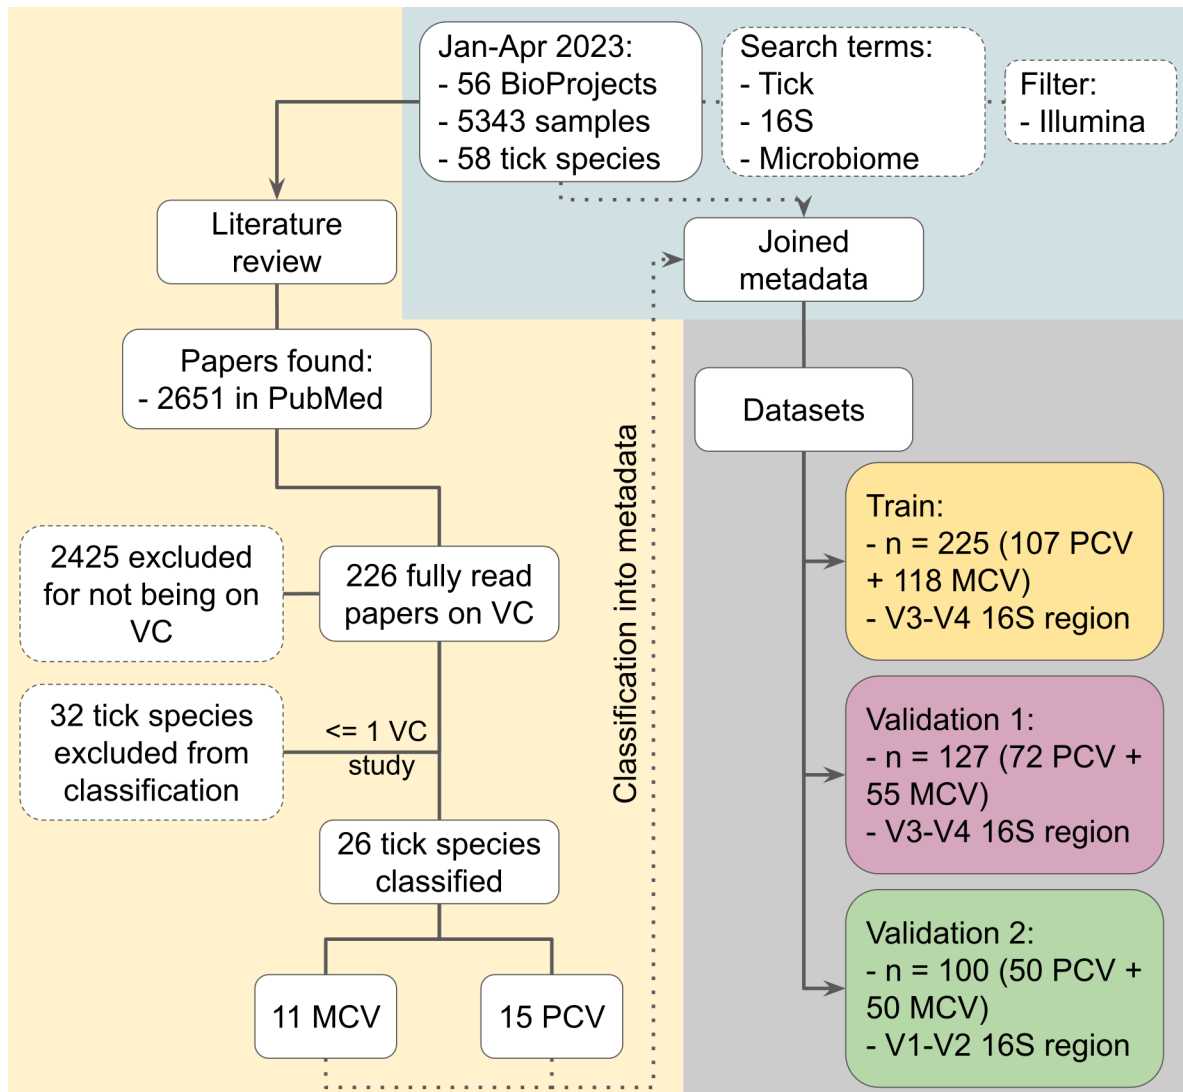 Jan-Apr 2023:
- 56 BioProjects
- 5343 samples
- 58 tick species
Search terms:
- Tick
- 16S
- Microbiome
Filter:
- Illumina
Literature
review
Joined
metadata
Papers found:
- 2651 in PubMed
Datasets
2425 excluded
for not being on
VC
226 fully read
papers on VC
32 tick species
excluded from
classification
<= 1 VC
study
26 tick species
classified
11 MCV
15 PCV
Classification into metadata
Train:
- n = 225 (107 PCV
+ 118 MCV)
- V3-V4 16S region
Validation 1:
- n = 127 (72 PCV +
55 MCV)
- V3-V4 16S region
Validation 2:
- n = 100 (50 PCV +
50 MCV)
- V1-V2 16S region